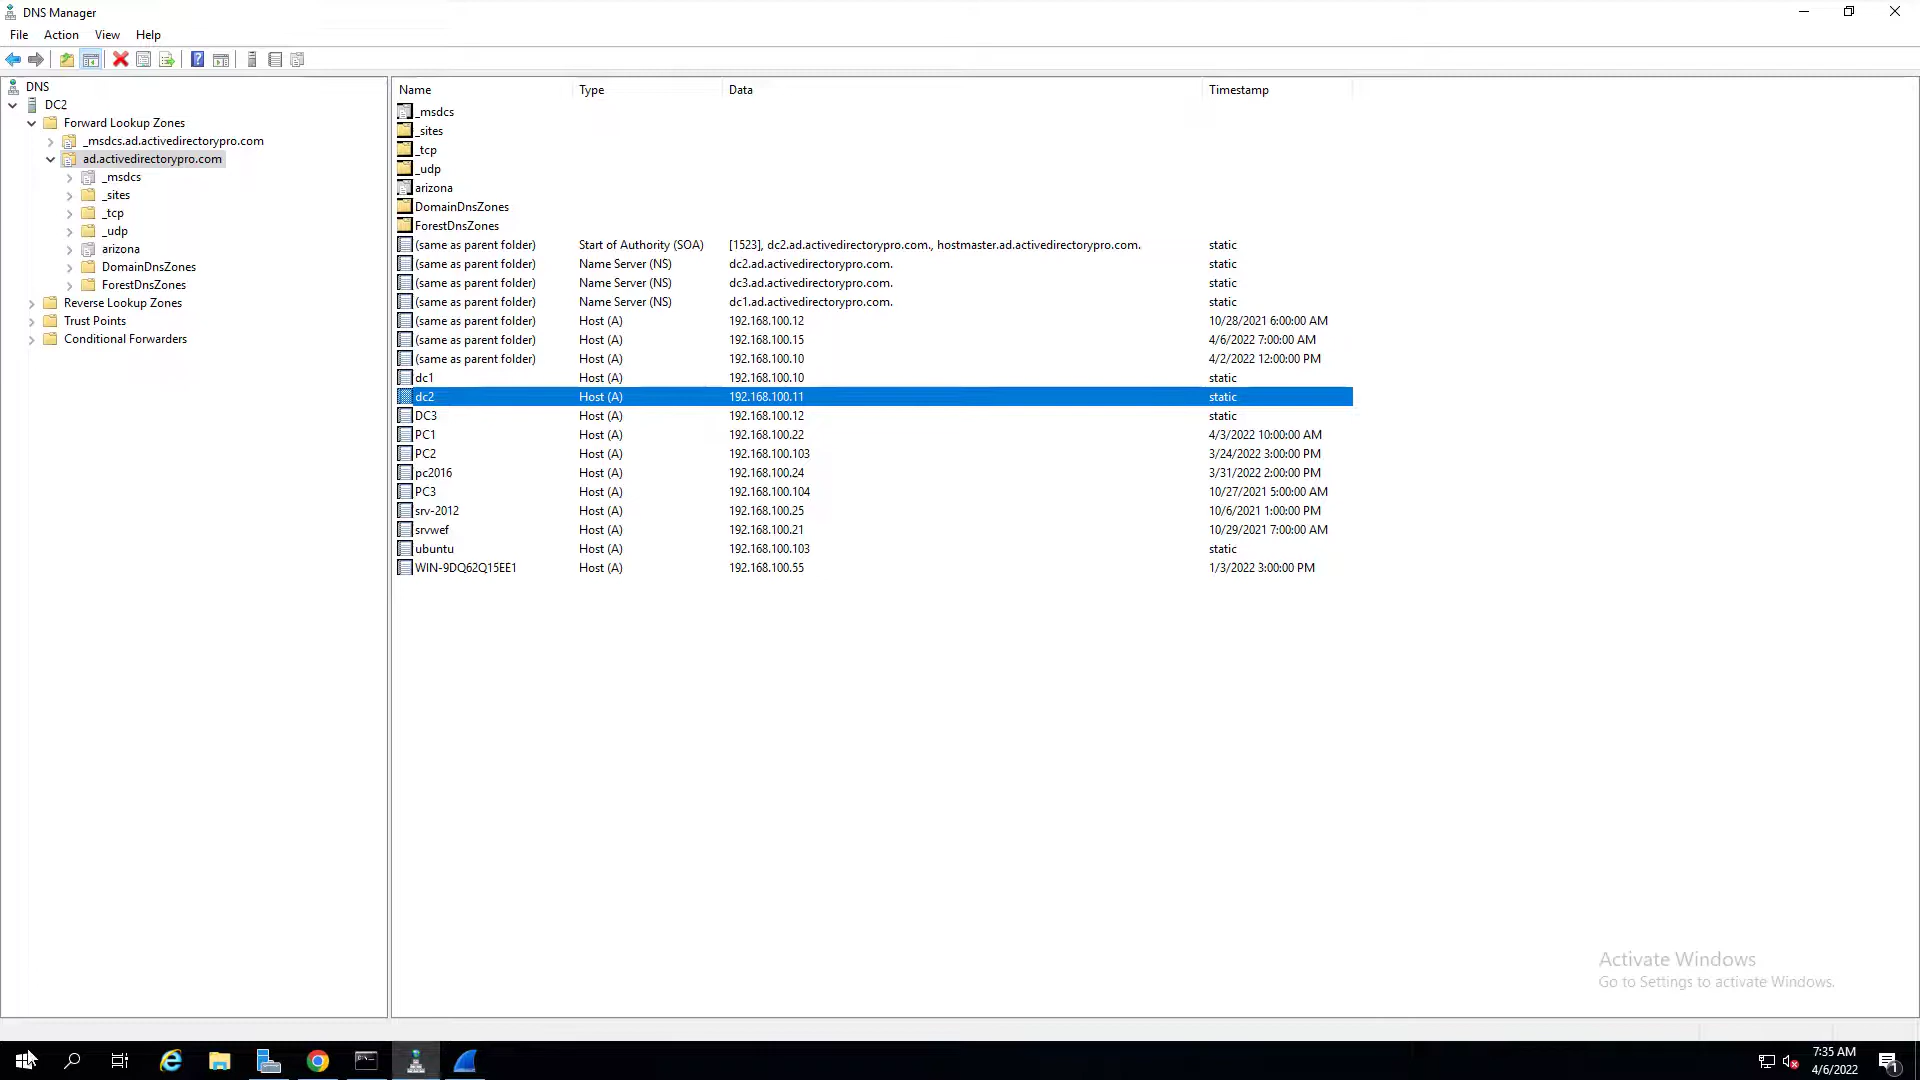 DNS Manager
File Action View Help
DNS
DC2
Forward Lookup Zones
_msdcs.ad.activedirectorypro.com
ad.activedirectorypro.com
_msdcs
_sites
_tcp
_udp
arizona
DomainDnsZones
ForestDnsZones
Reverse Lookup Zones
Trust Points
Conditional Forwarders
Name Type Data Timestamp
_msdcs
_sites
_tcp
_udp
arizona
DomainDnsZones
ForestDnsZones
(same as parent folder) Start of Authority (SOA) [1523], dc2.ad.activedirectorypro.com., hostmaster.ad.activedirectorypro.com. static
(same as parent folder) Name Server (NS) dc2.ad.activedirectorypro.com. static
(same as parent folder) Name Server (NS) dc3.ad.activedirectorypro.com. static
(same as parent folder) Name Server (NS) dc1.ad.activedirectorypro.com. static
(same as parent folder) Host (A) 192.168.100.12 10/28/2021 6:00:00 AM
(same as parent folder) Host (A) 192.168.100.15 4/6/2022 7:00:00 AM
(same as parent folder) Host (A) 192.168.100.10 4/2/2022 12:00:00 PM
dc1 Host (A) 192.168.100.10 static
dc2 Host (A) 192.168.100.11 static
DC3 Host (A) 192.168.100.12 static
PC1 Host (A) 192.168.100.22 4/3/2022 10:00:00 AM
PC2 Host (A) 192.168.100.103 3/24/2022 3:00:00 PM
pc2016 Host (A) 192.168.100.24 3/31/2022 2:00:00 PM
PC3 Host (A) 192.168.100.104 10/27/2021 5:00:00 AM
srv-2012 Host (A) 192.168.100.25 10/6/2021 1:00:00 PM
srvwef Host (A) 192.168.100.21 10/29/2021 7:00:00 AM
ubuntu Host (A) 192.168.100.103 static
WIN-9DQ62Q15EE1 Host (A) 192.168.100.55 1/3/2022 3:00:00 PM
Activate Windows
Go to Settings to activate Windows.
7:35 AM
4/6/2022
1